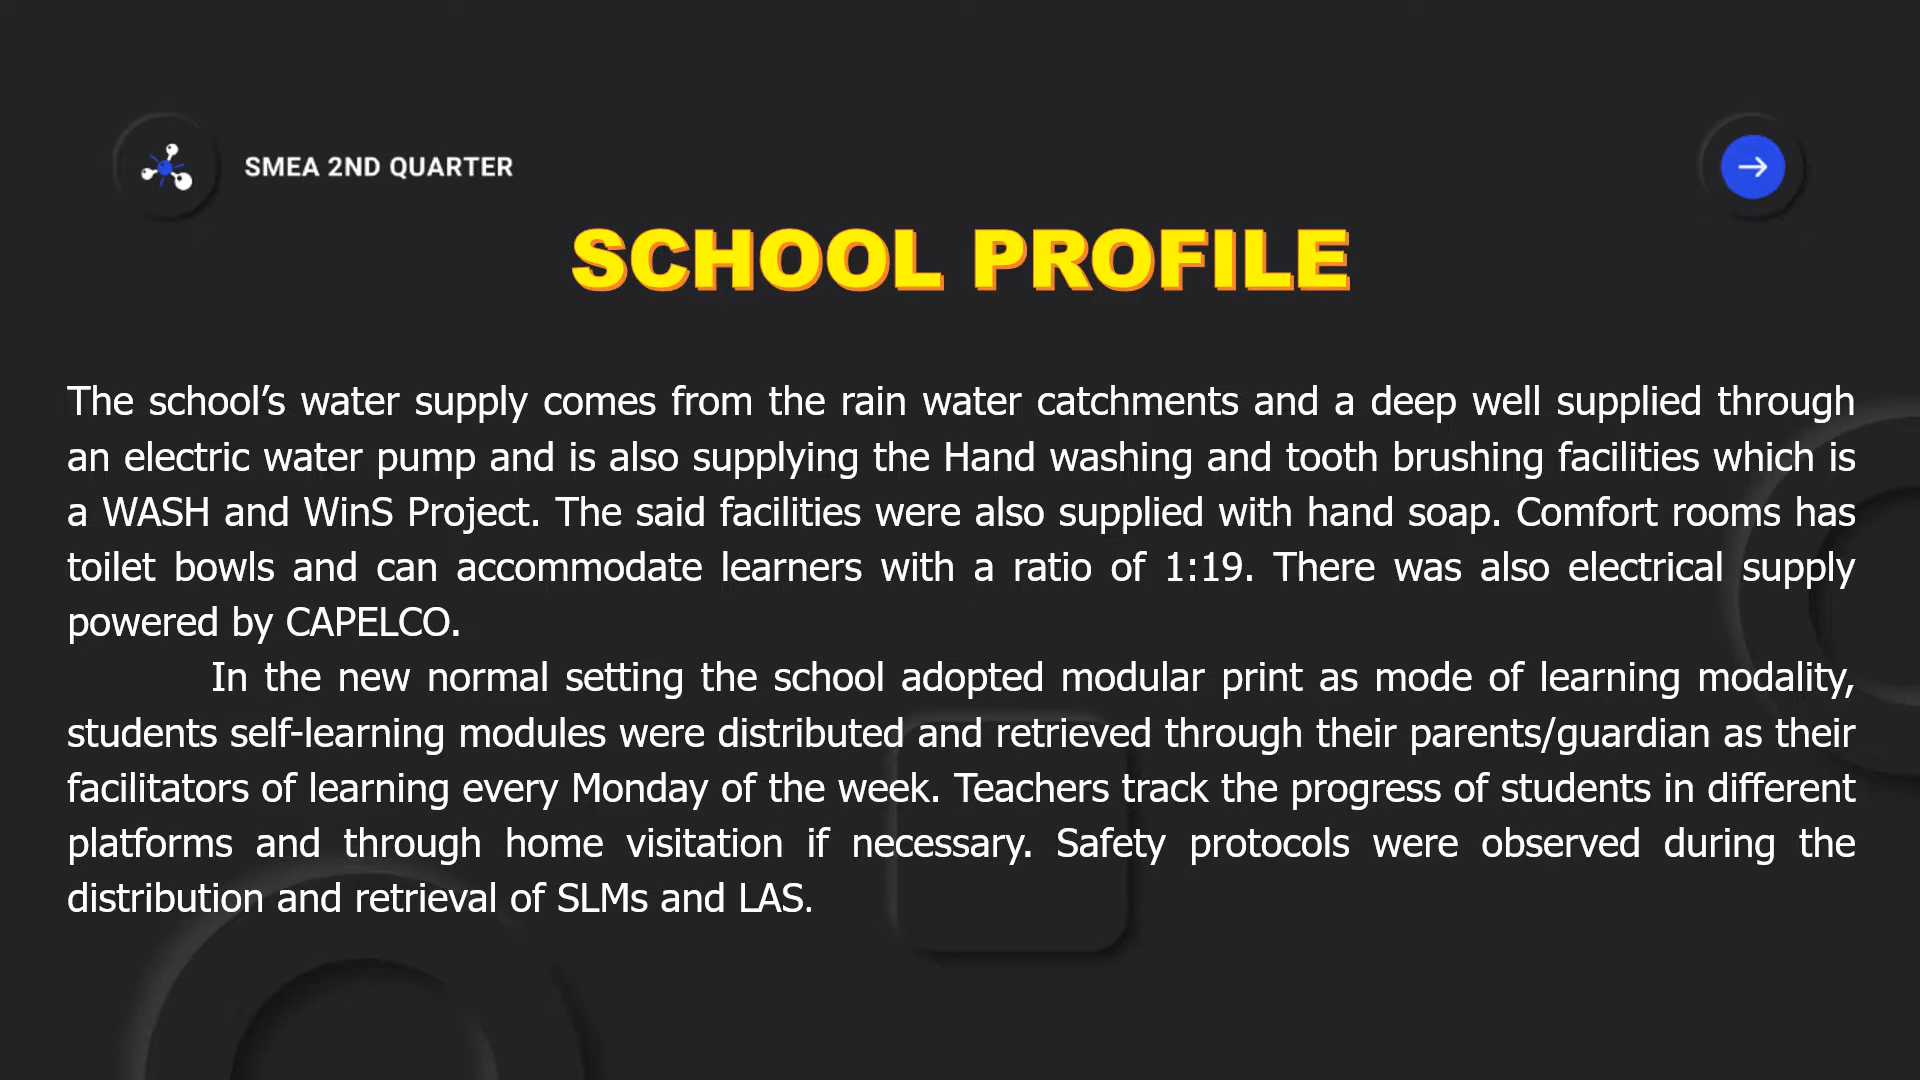 SMEA 2ND QUARTER
SCHOOL PROFILE
The school’s water supply comes from the rain water catchments and a deep well supplied through
an electric water pump and is also supplying the Hand washing and tooth brushing facilities which is
a WASH and WinS Project. The said facilities were also supplied with hand soap. Comfort rooms has
toilet bowls and can accommodate learners with a ratio of 1:19. There was also electrical supply
powered by CAPELCO.
In the new normal setting the school adopted modular print as mode of learning modality,
students self-learning modules were distributed and retrieved through their parents/guardian as their
facilitators of learning every Monday of the week. Teachers track the progress of students in different
platforms and through home visitation if necessary. Safety protocols were observed during the
distribution and retrieval of SLMs and LAS.